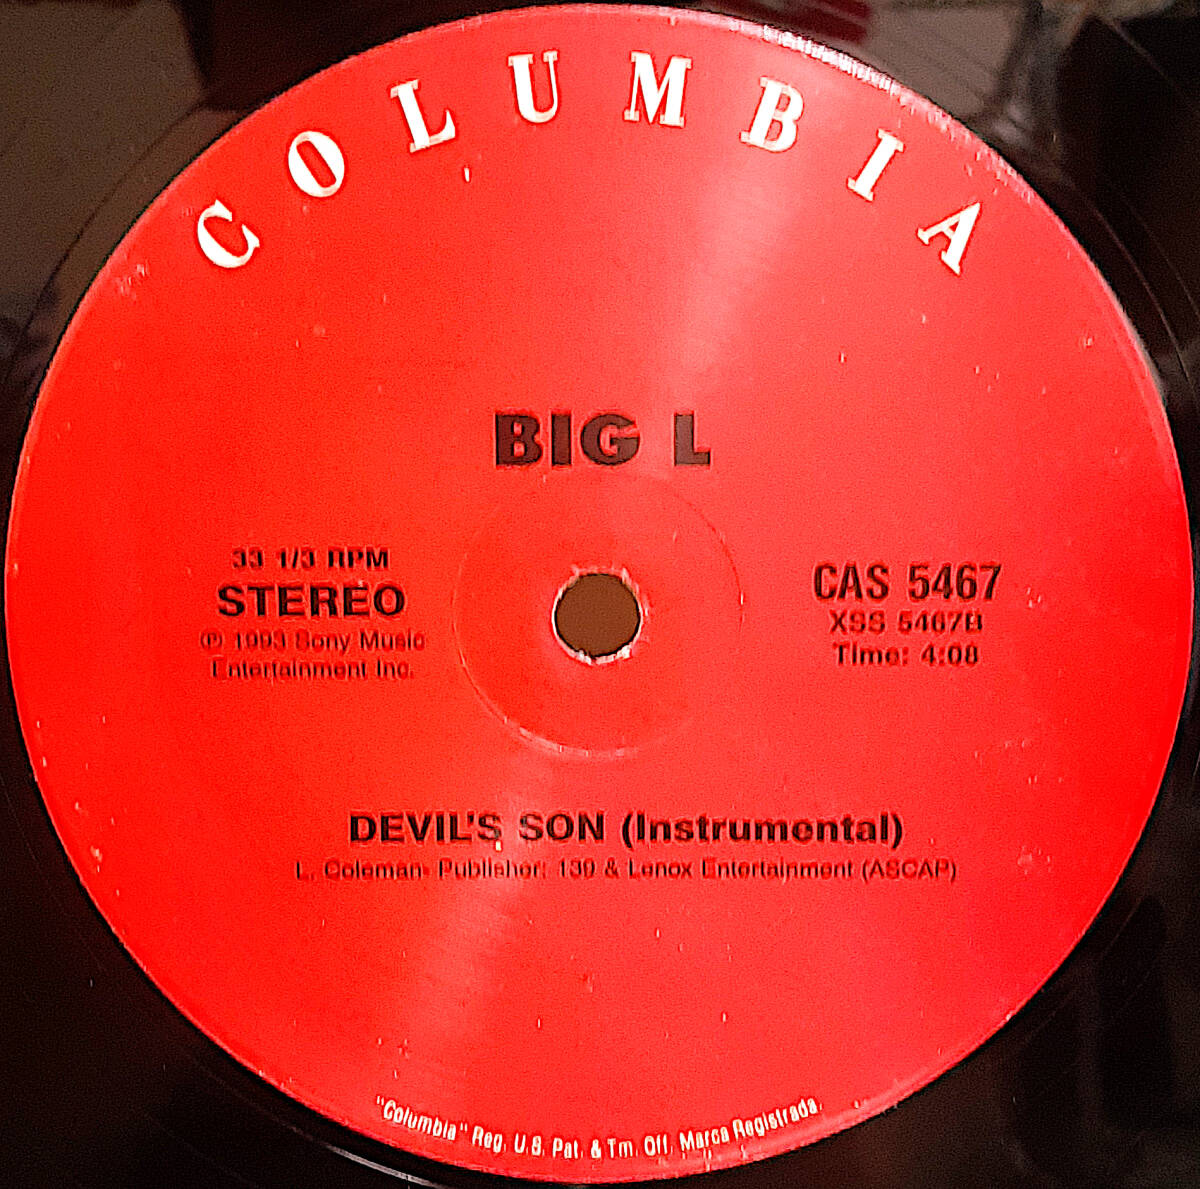 COLUMBIA
BIG L
33 1/3 RPM
STEREO
℗ 1993 Sony Music
Entertainment Inc.
CAS 5467
XSS 5467B
Time: 4:08
DEVIL'S SON (Instrumental)
L. Coleman- Publisher: 139 & Lenox Entertainment (ASCAP)
"Columbia" Reg. U.S. Pat. & Tm. Off. Marca Registrada.